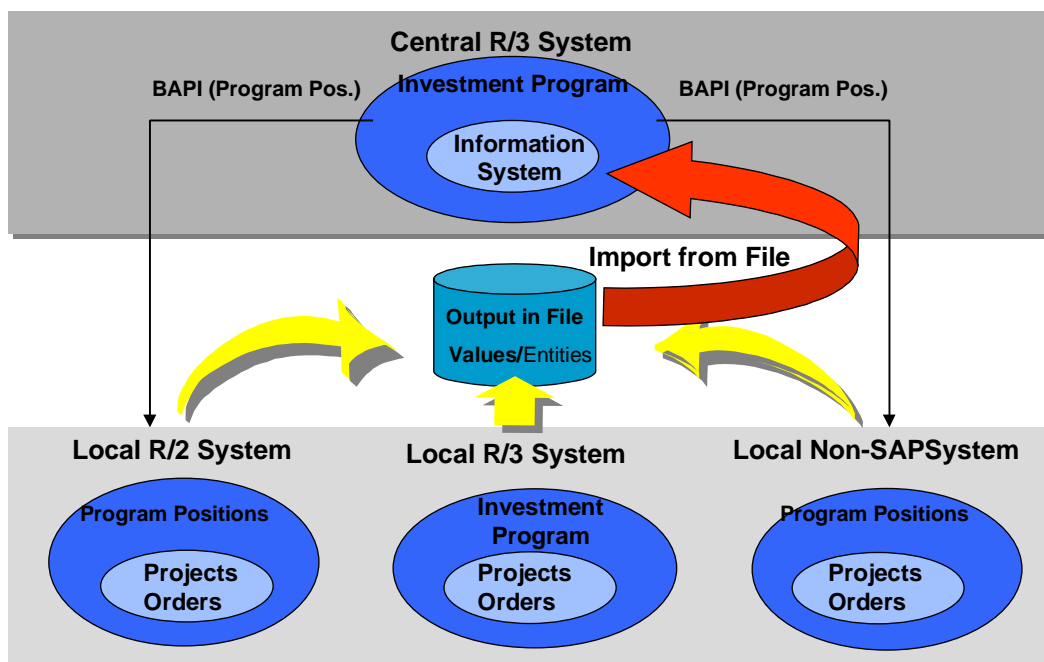 Central R/3 System
BAPI (Program Pos.)
Investment Program
BAPI (Program Pos.)
Information
System
Import from File
Output in File
Values/Entities
Local R/2 System
Local R/3 System
Local Non-SAPSystem
Program Positions
Projects
Orders
Investment
Program
Projects
Orders
Program Positions
Projects
Orders